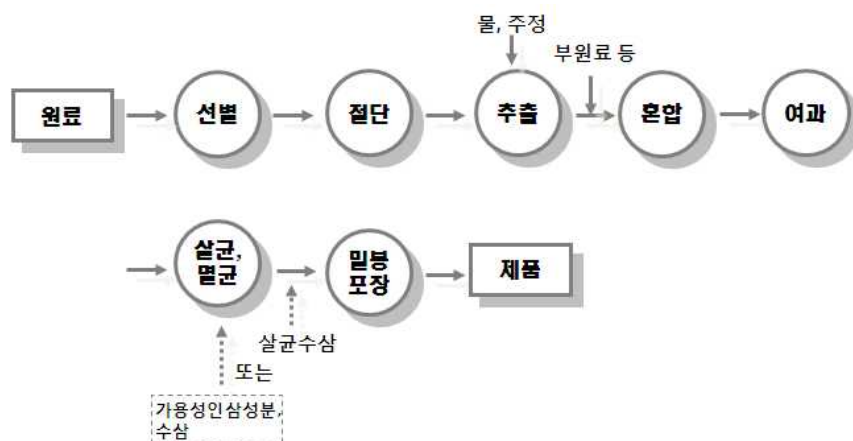 물, 주정
부원료 등
원료
선별
절단
추출
혼합
여과
살균,
멸균
밀봉
포장
제품
살균수삼
또는
가용성인삼성분,
수삼